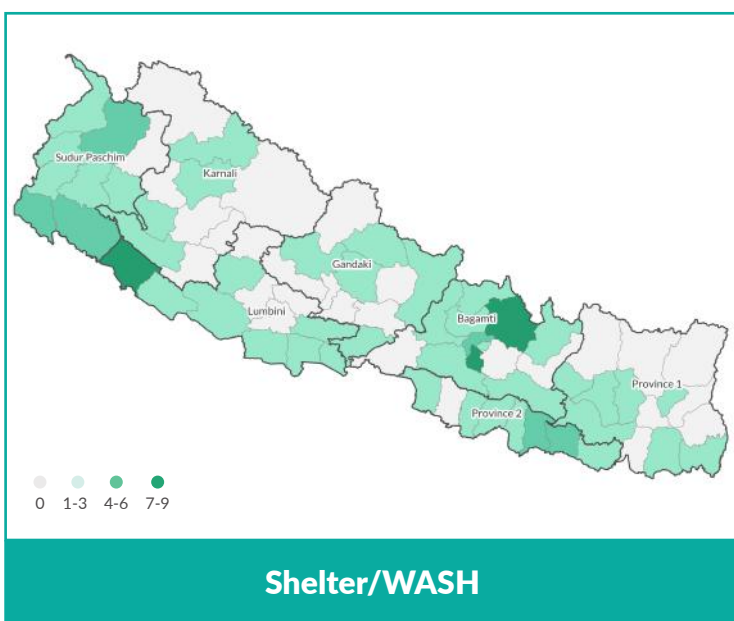 Sudur Paschim
Karnali
Gandaki
Lumbini
Bagamti
Province 1
Province 2
0 1-3 4-6 7-9
Shelter/WASH